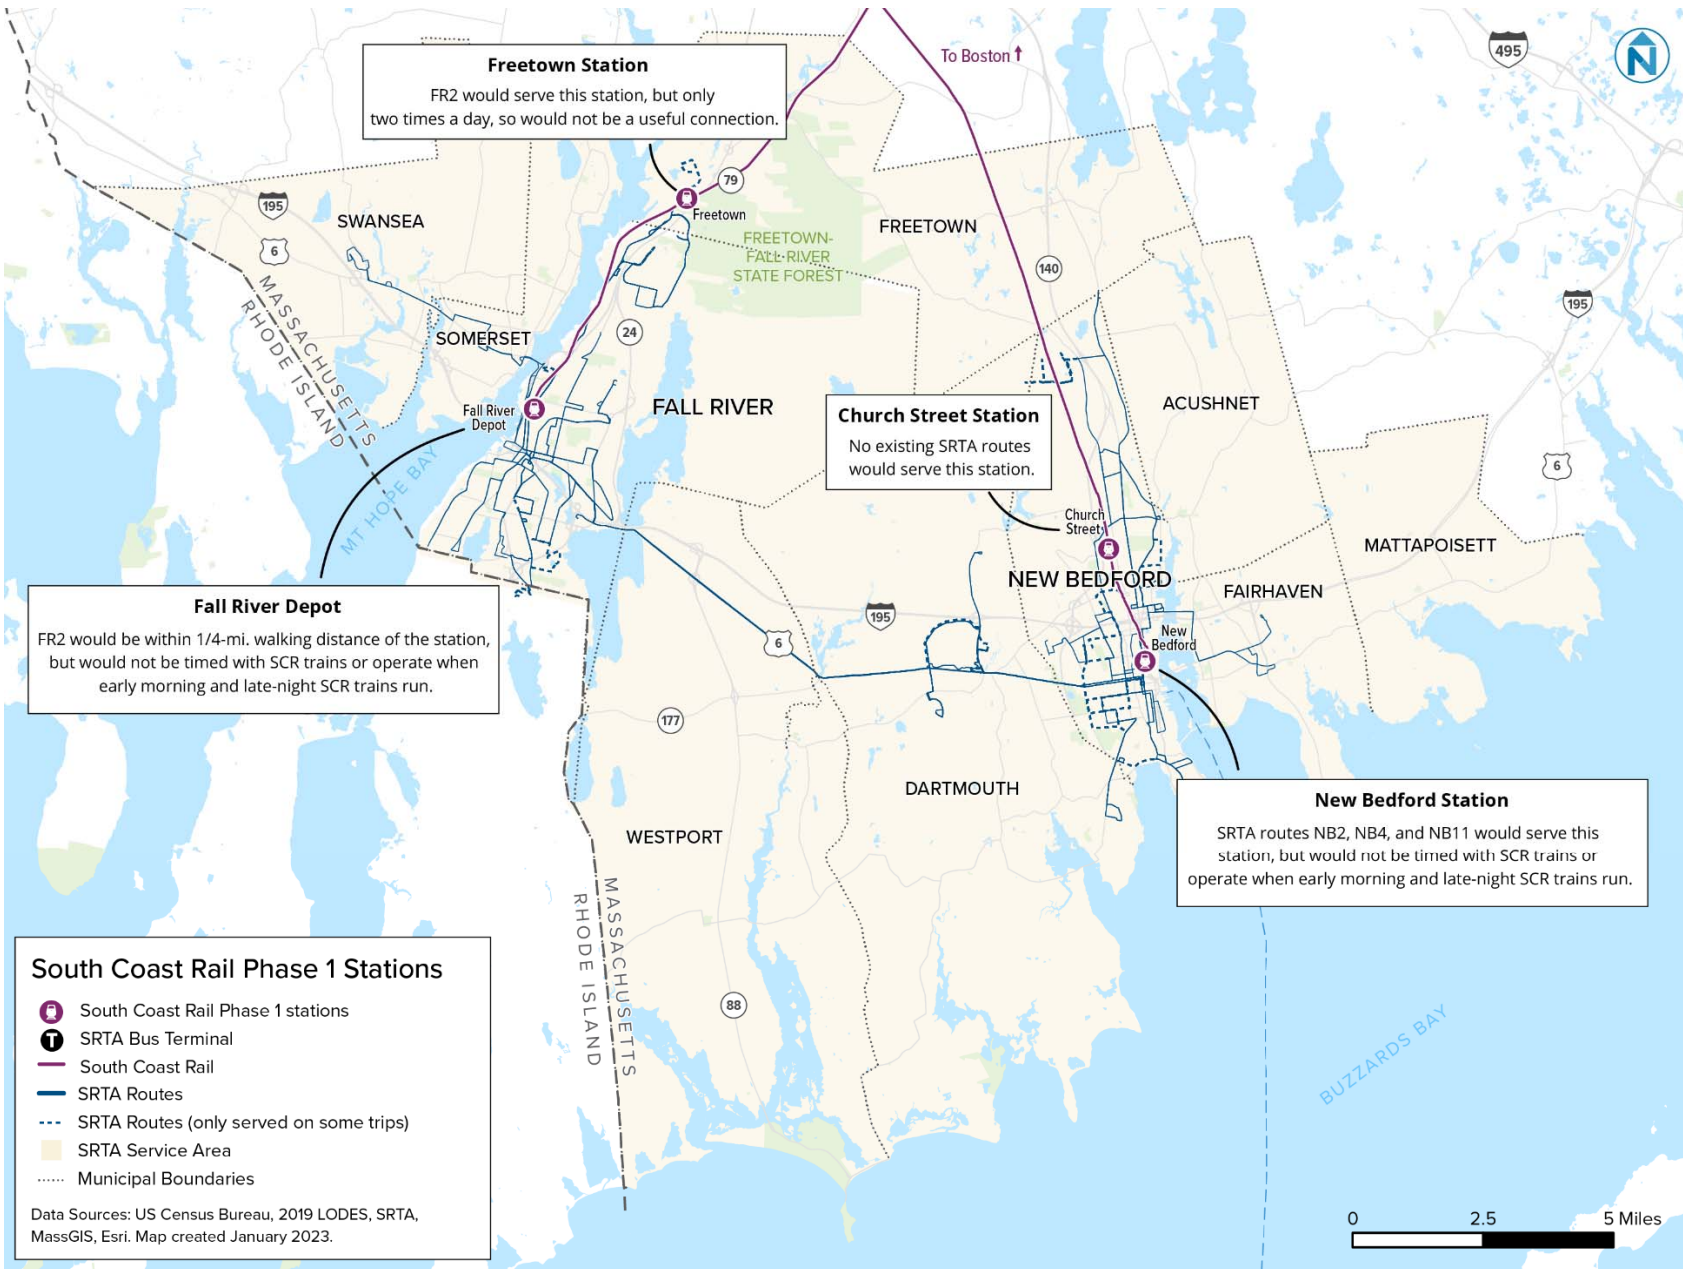 To Boston ↑
495
N
Freetown Station
FR2 would serve this station, but only
two times a day, so would not be a useful connection.
79
195
SWANSEA
6
Freetown
FREETOWN-
FALL RIVER
STATE FOREST
FREETOWN
140
195
MASSACHUSETTS
RHODE ISLAND
SOMERSET
24
Fall River
Depot
FALL RIVER
Church Street Station
No existing SRTA routes
would serve this station.
ACUSHNET
6
MT HOPE BAY
Church
Street
MATTAPOISETT
NEW BEDFORD
FAIRHAVEN
Fall River Depot
FR2 would be within 1/4-mi. walking distance of the station,
but would not be timed with SCR trains or operate when
early morning and late-night SCR trains run.
195
6
New
Bedford
177
DARTMOUTH
WESTPORT
New Bedford Station
SRTA routes NB2, NB4, and NB11 would serve this
station, but would not be timed with SCR trains or
operate when early morning and late-night SCR trains run.
MASSACHUSETTS
RHODE ISLAND
88
BUZZARDS BAY
South Coast Rail Phase 1 Stations
South Coast Rail Phase 1 stations
T SRTA Bus Terminal
South Coast Rail
SRTA Routes
SRTA Routes (only served on some trips)
SRTA Service Area
Municipal Boundaries
Data Sources: US Census Bureau, 2019 LODES, SRTA,
MassGIS, Esri. Map created January 2023.
0 2.5 5 Miles